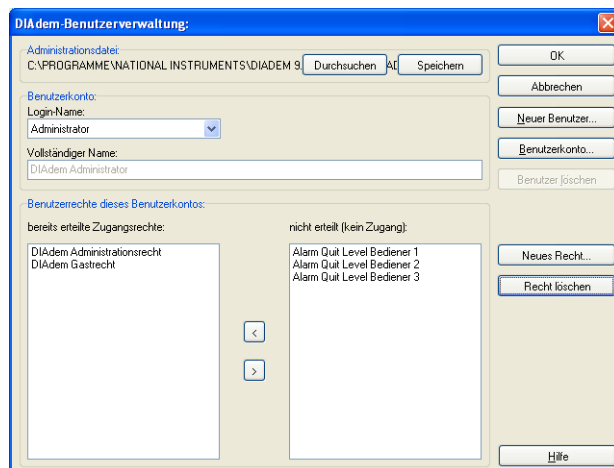 DIAdem-Benutzerverwaltung:
Administrationsdatei:
C:\PROGRAMME\NATIONAL INSTRUMENTS\DIADEM 9.
Durchsuchen
Speichern
OK
Abbrechen
Benutzerkonto:
Login-Name:
Administrator
Neuer Benutzer...
Vollständiger Name:
DIAdem Administrator
Benutzerkonto...
Benutzer löschen
Benutzerrechte dieses Benutzerkontos:
bereits erteilte Zugangsrechte:
nicht erteilt (kein Zugang):
DIAdem Administrationsrecht
DIAdem Gastrecht
Alarm Quit Level Bediener 1
Alarm Quit Level Bediener 2
Alarm Quit Level Bediener 3
<
>
Neues Recht...
Recht löschen
Hilfe